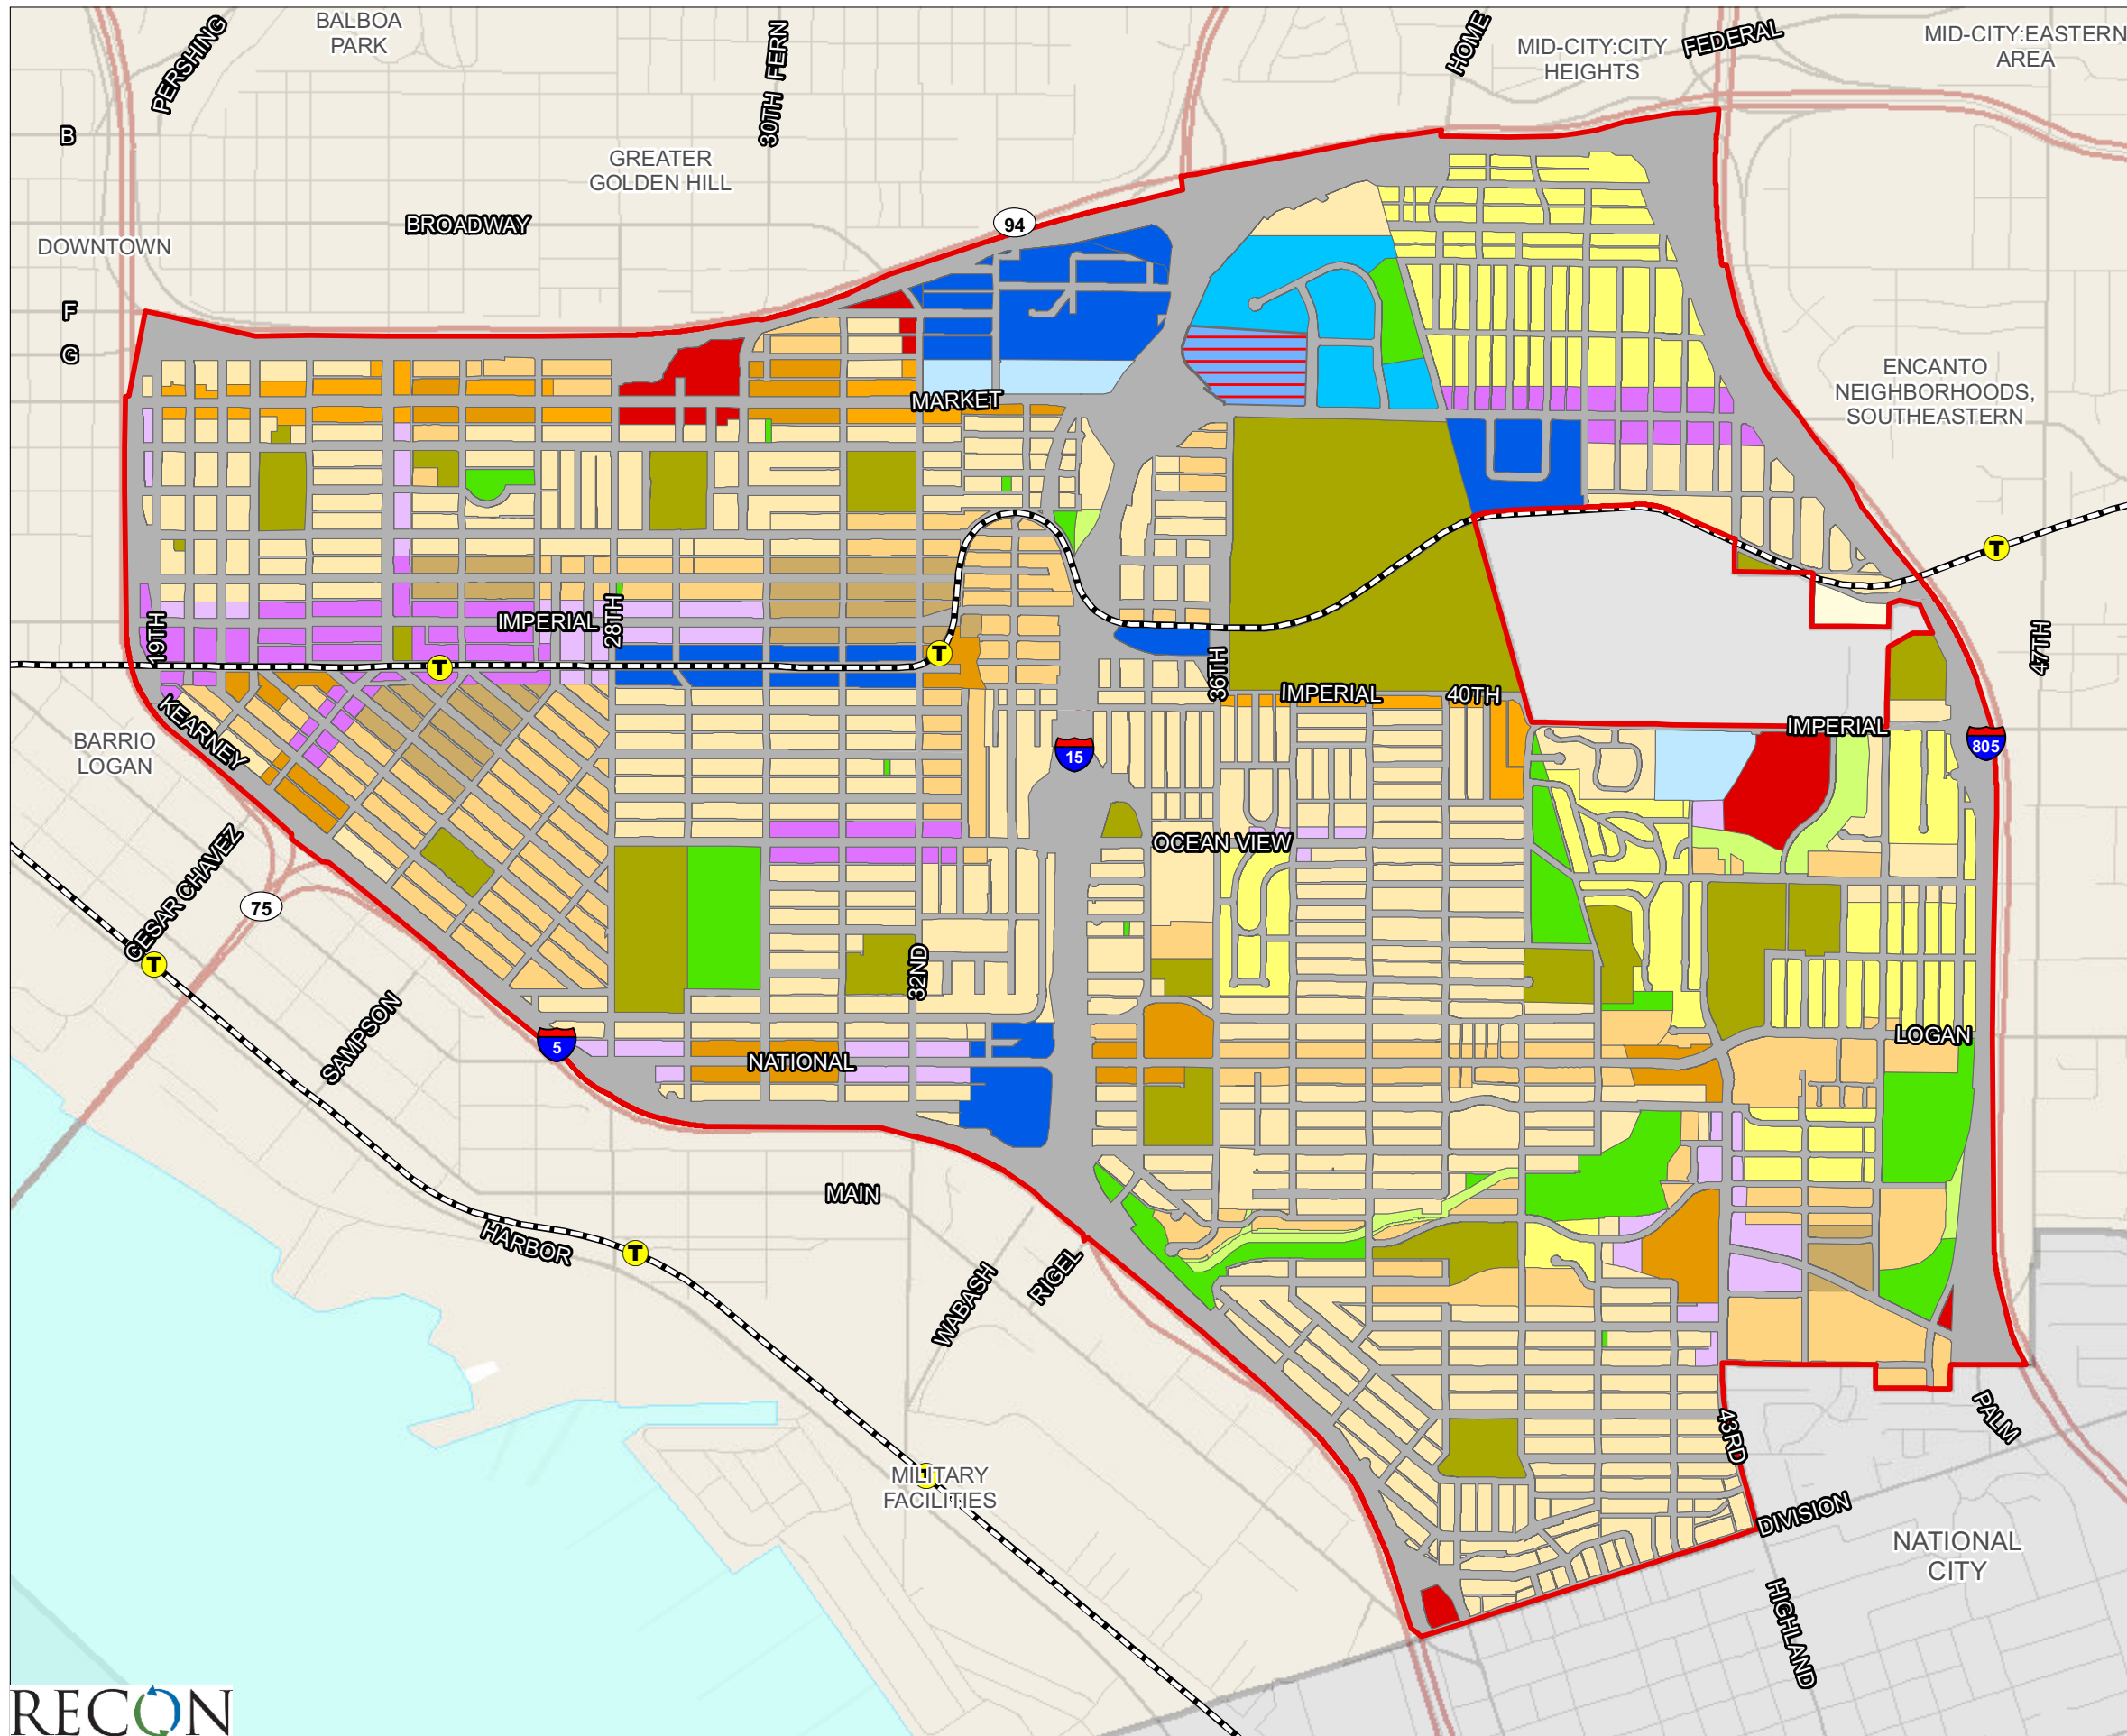 BALBOA
PARK
PERSHING
30TH
FERN
HOME
MID-CITY:CITY
HEIGHTS
FEDERAL
MID-CITY:EASTERN
AREA
B
GREATER
GOLDEN HILL
94
BROADWAY
DOWNTOWN
F
G
ENCANTO
NEIGHBORHOODS,
SOUTHEASTERN
MARKET
T
19TH
IMPERIAL
28TH
T
T
36TH
47TH
IMPERIAL
40TH
IMPERIAL
KEARNEY
BARRIO
LOGAN
15
805
OCEAN VIEW
CESAR CHAVEZ
75
T
32ND
SAMPSON
5
NATIONAL
LOGAN
MAIN
HARBOR
T
WABASH
RIGEL
PALM
43RD
T
MILITARY
FACILITIES
DIVISION
NATIONAL
CITY
HIGHLAND
RECON